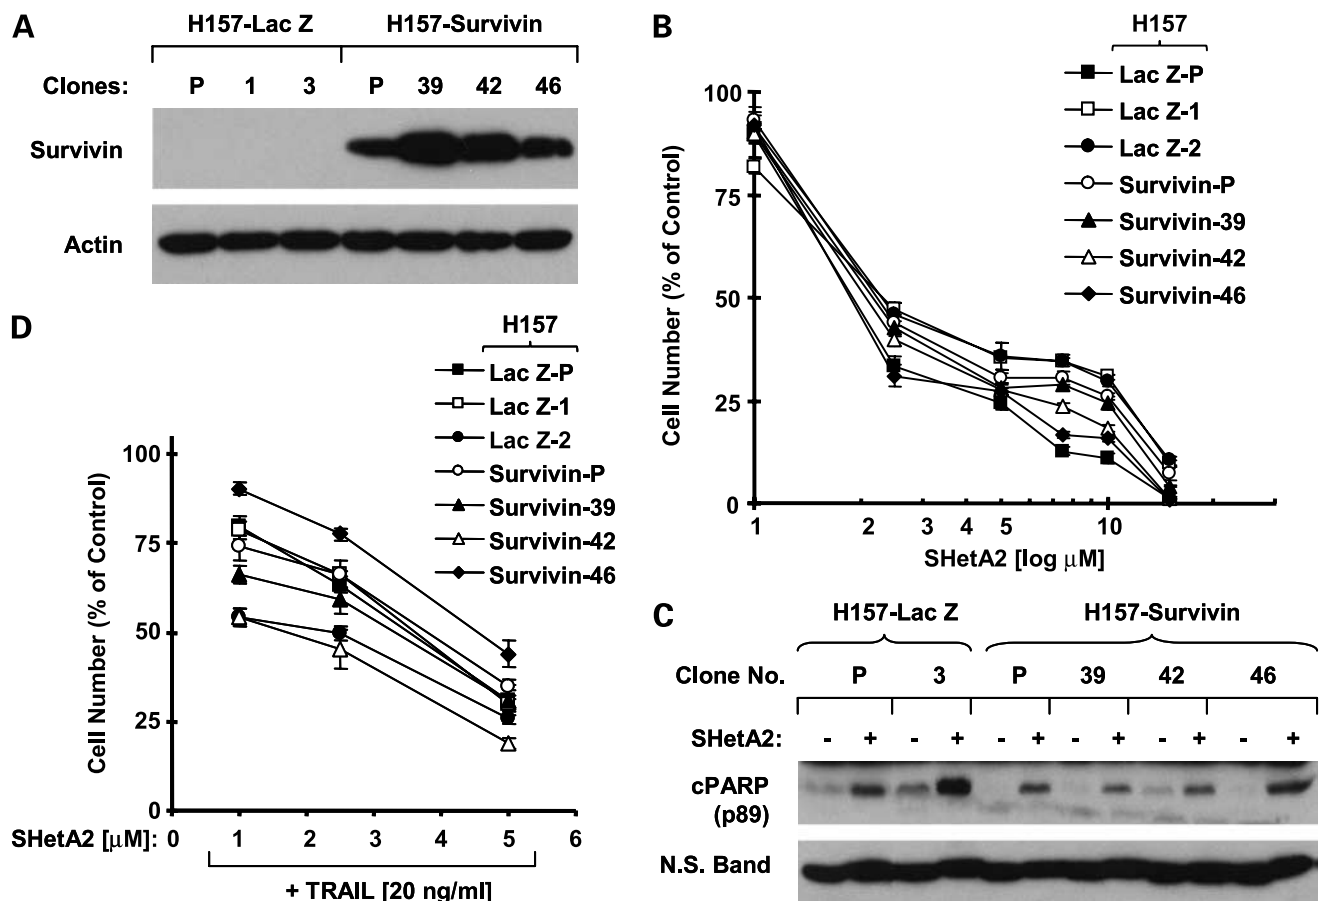 A
H157-Lac Z H157-Survivin
Clones: P 1 3 P 39 42 46
Survivin
Actin
B
H157
Lac Z-P
Lac Z-1
Lac Z-2
Survivin-P
Survivin-39
Survivin-42
Survivin-46
Cell Number (% of Control)
100
75
50
25
0
1 2 3 4 5 10
SHetA2 [log μM]
D
H157
Lac Z-P
Lac Z-1
Lac Z-2
Survivin-P
Survivin-39
Survivin-42
Survivin-46
Cell Number (% of Control)
100
75
50
25
0
SHetA2 [μM]: 0 1 2 3 4 5 6
+ TRAIL [20 ng/ml]
C
H157-Lac Z H157-Survivin
Clone No. P 3 P 39 42 46
SHetA2: - + - + - + - + - + - +
cPARP
(p89)
N.S. Band